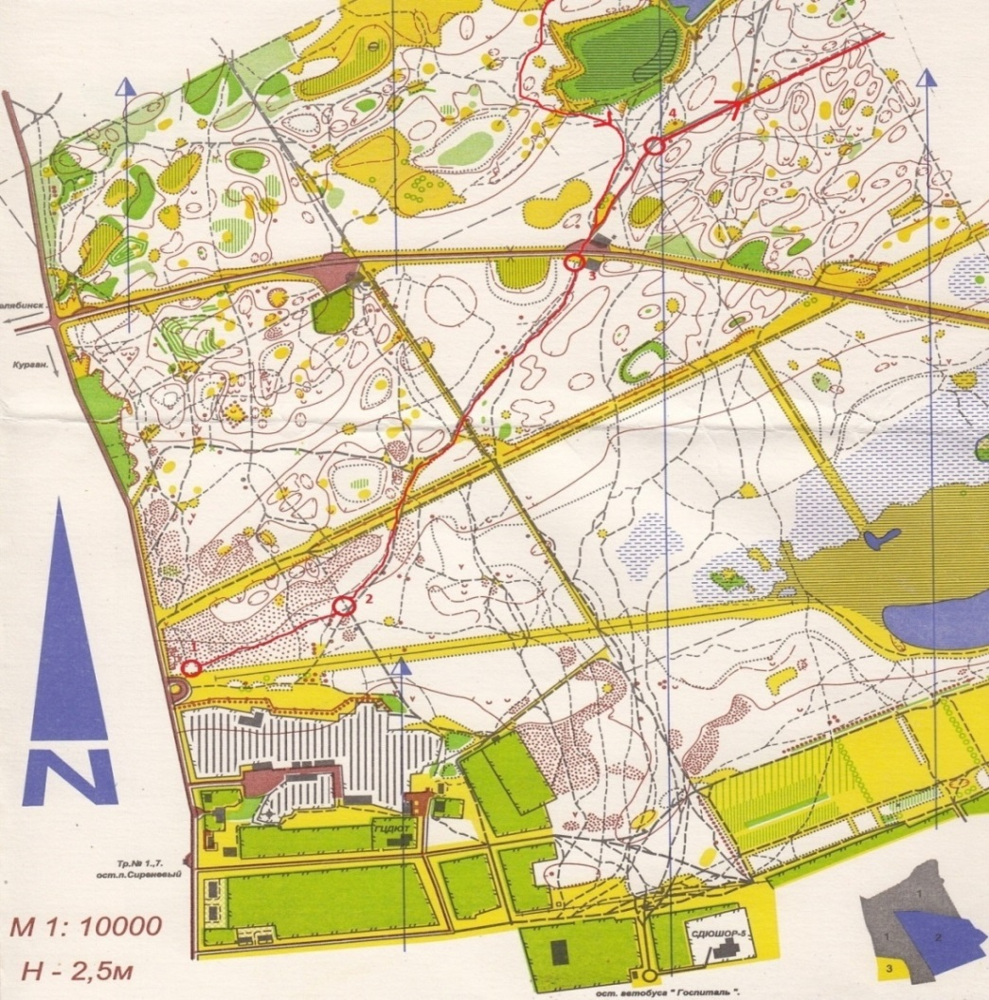 4
3
Курган.
2
1
N
ГЦДЮТ
Тр.№ 1.,7.
ост.п.Сиреневый
М 1: 10000
Н - 2,5м
СДЮШОР-5
1
1
2
3
ост. автобуса " Госпиталь ".